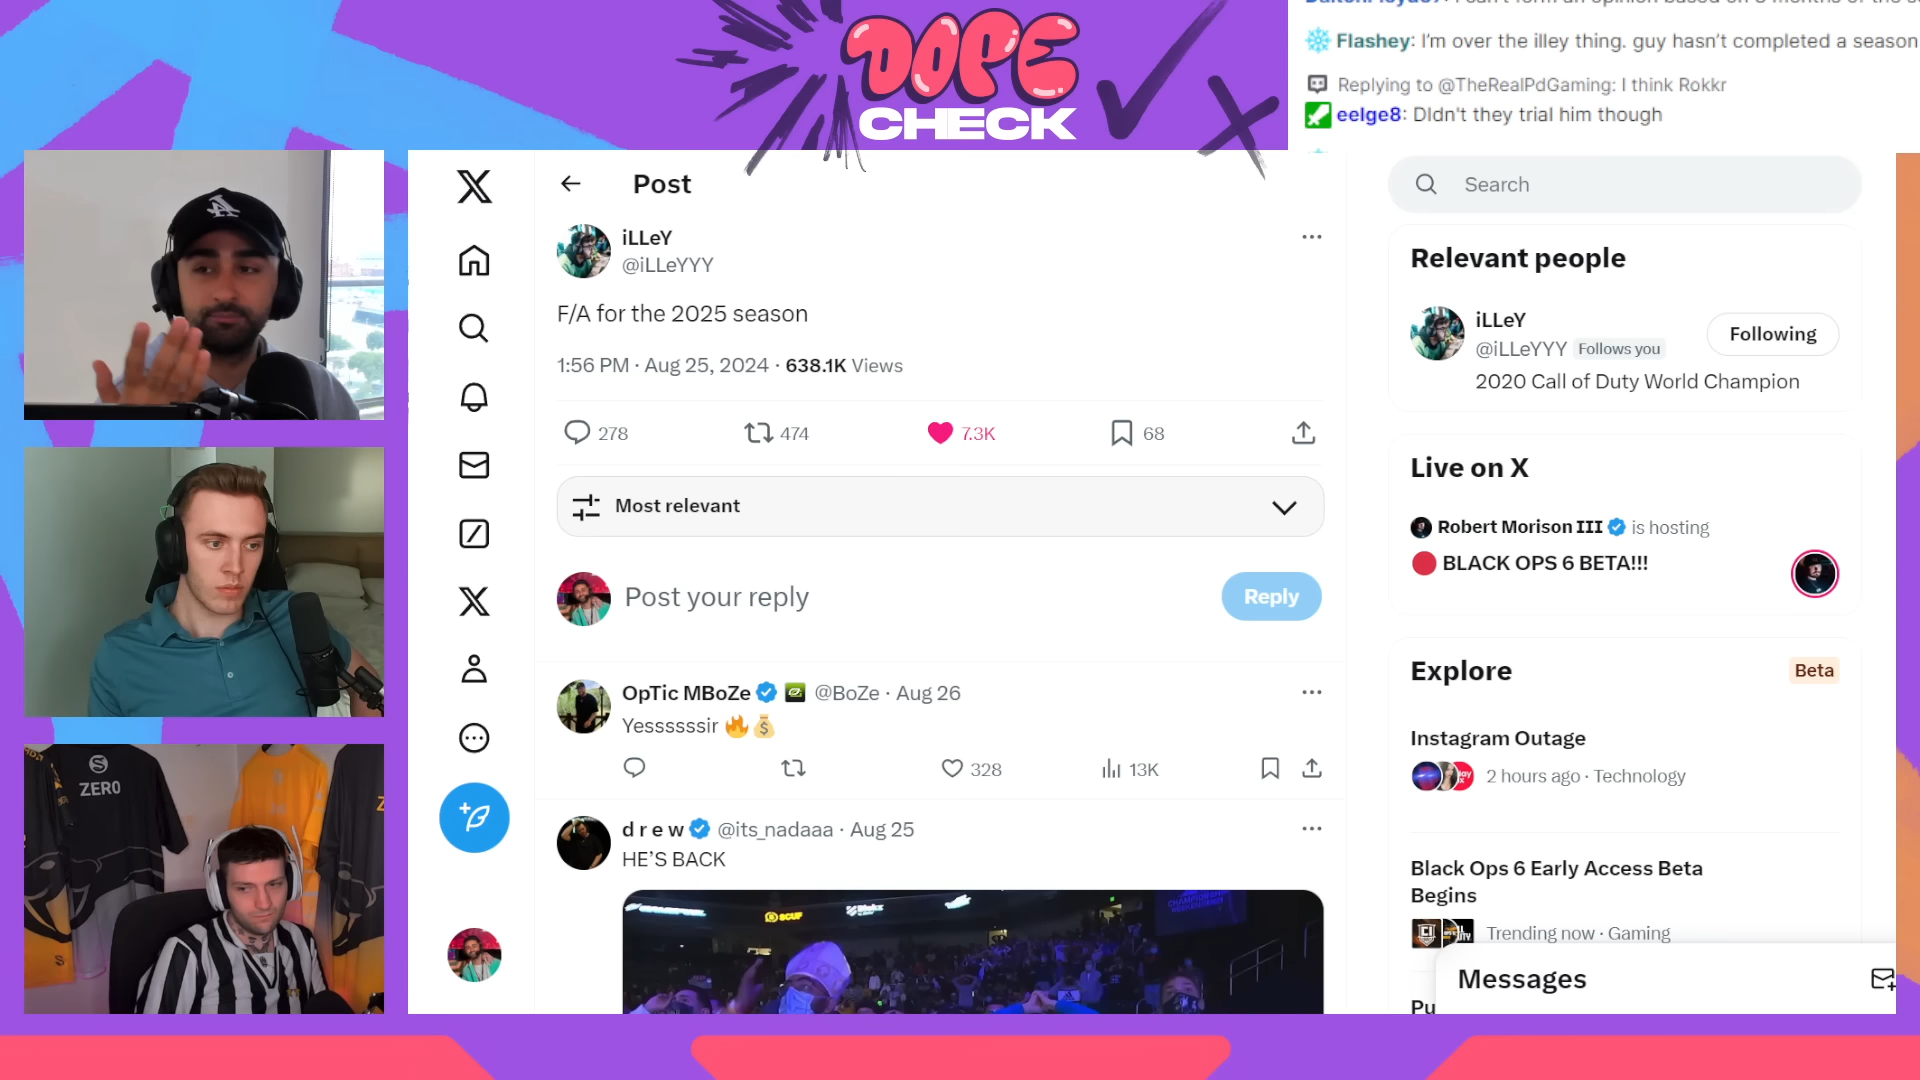 DOPE
CHECK
Flashey: I'm over the illey thing. guy hasn't completed a season
Replying to @TheRealPdGaming: I think Rokkr
eelge8: DIdn't they trial him though
Post
Search
iLLeY
@iLLeYYY
F/A for the 2025 season
1:56 PM · Aug 25, 2024 · 638.1K Views
278
474
7.3K
68
Most relevant
Post your reply
Reply
OpTic MBoZe @BoZe · Aug 26
Yesssssssir 🔥💰
328
13K
d r e w @its_nadaaa · Aug 25
HE'S BACK
SCUF
Relevant people
iLLeY
@iLLeYYY Follows you
Following
2020 Call of Duty World Champion
Live on X
Robert Morison III is hosting
BLACK OPS 6 BETA!!!
Explore
Beta
Instagram Outage
2 hours ago · Technology
Black Ops 6 Early Access Beta
Begins
Trending now · Gaming
Messages
Pu
ZERO